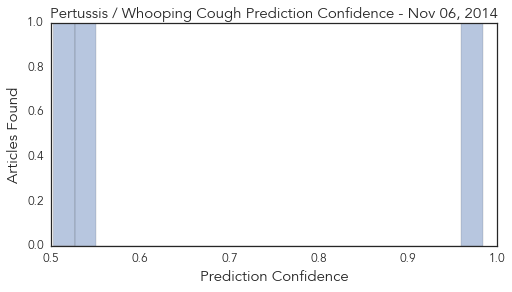 Pertussis / Whooping Cough Prediction Confidence - Nov 06, 2014
1.0
0.8
0.6
0.4
0.2
0.0
Articles Found
0.5 0.6 0.7 0.8 0.9 1.0
Prediction Confidence